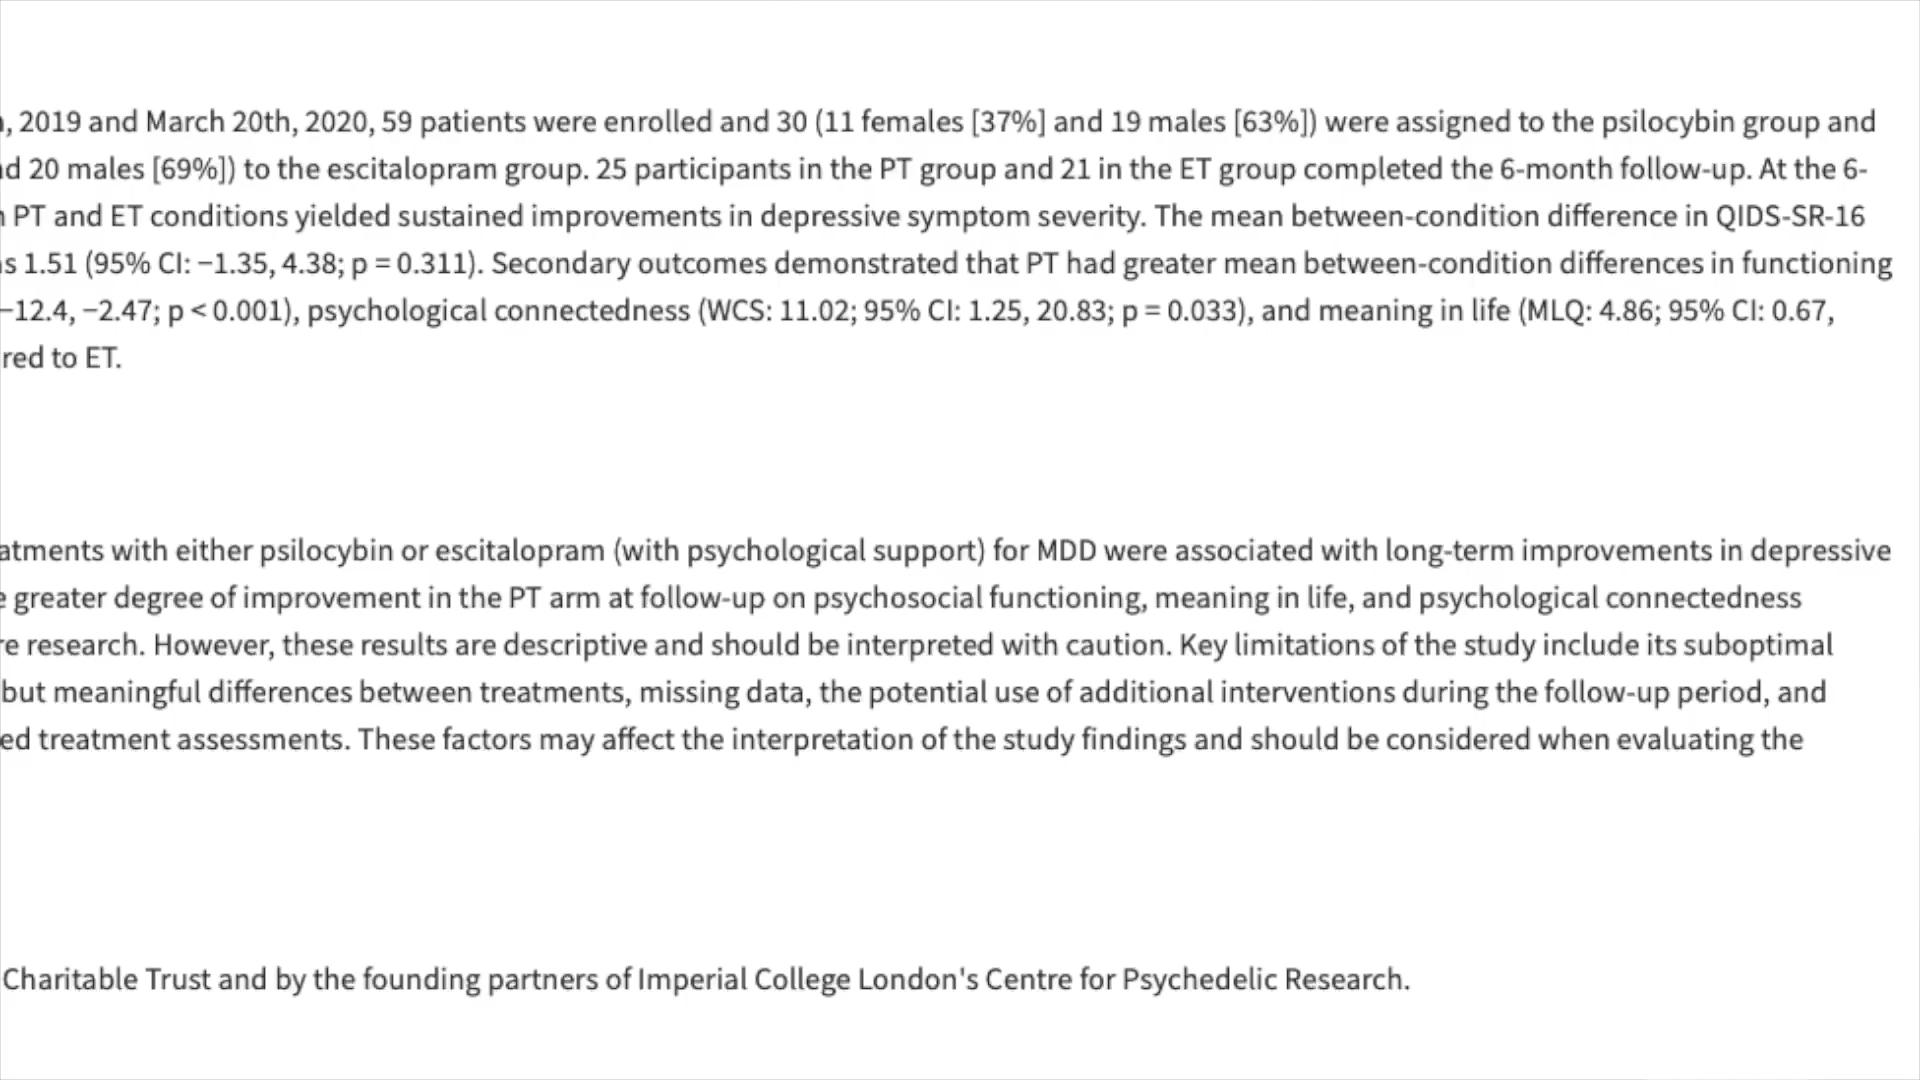 , 2019 and March 20th, 2020, 59 patients were enrolled and 30 (11 females [37%] and 19 males [63%]) were assigned to the psilocybin group and
20 males [69%]) to the escitalopram group. 25 participants in the PT group and 21 in the ET group completed the 6-month follow-up. At the 6-
PT and ET conditions yielded sustained improvements in depressive symptom severity. The mean between-condition difference in QIDS-SR-16
s 1.51 (95% CI: −1.35, 4.38; p = 0.311). Secondary outcomes demonstrated that PT had greater mean between-condition differences in functioning
−12.4, −2.47; p < 0.001), psychological connectedness (WCS: 11.02; 95% CI: 1.25, 20.83; p = 0.033), and meaning in life (MLQ: 4.86; 95% CI: 0.67,
red to ET.
atments with either psilocybin or escitalopram (with psychological support) for MDD were associated with long-term improvements in depressive
greater degree of improvement in the PT arm at follow-up on psychosocial functioning, meaning in life, and psychological connectedness
re research. However, these results are descriptive and should be interpreted with caution. Key limitations of the study include its suboptimal
but meaningful differences between treatments, missing data, the potential use of additional interventions during the follow-up period, and
ed treatment assessments. These factors may affect the interpretation of the study findings and should be considered when evaluating the
Charitable Trust and by the founding partners of Imperial College London's Centre for Psychedelic Research.